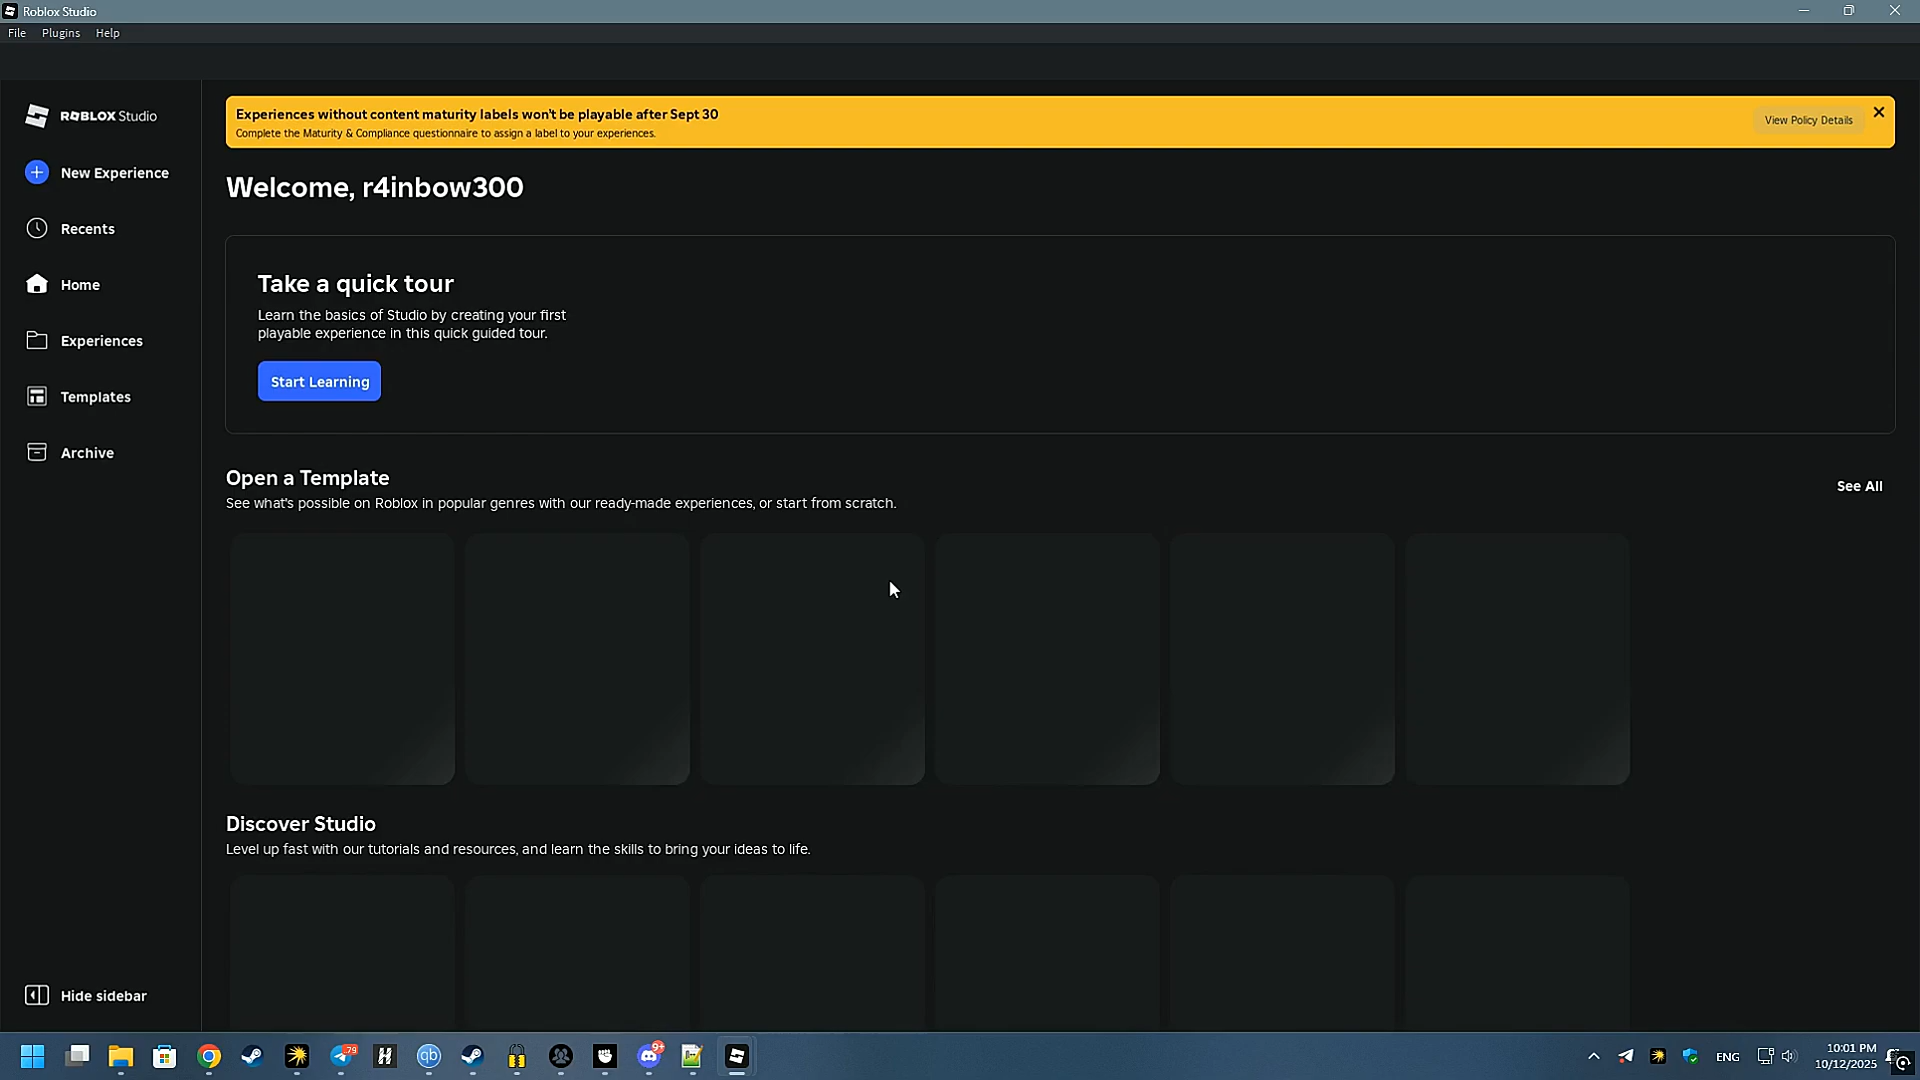 Roblox Studio
File Plugins Help
ROBLOX Studio
New Experience
Recents
Home
Experiences
Templates
Archive
Hide sidebar
Experiences without content maturity labels won't be playable after Sept 30
Complete the Maturity & Compliance questionnaire to assign a label to your experiences.
View Policy Details
Welcome, r4inbow300
Take a quick tour
Learn the basics of Studio by creating your first
playable experience in this quick guided tour.
Start Learning
Open a Template
See what's possible on Roblox in popular genres with our ready-made experiences, or start from scratch.
See All
Discover Studio
Level up fast with our tutorials and resources, and learn the skills to bring your ideas to life.
79
qb
9+
ENG
10:01 PM
10/12/2025